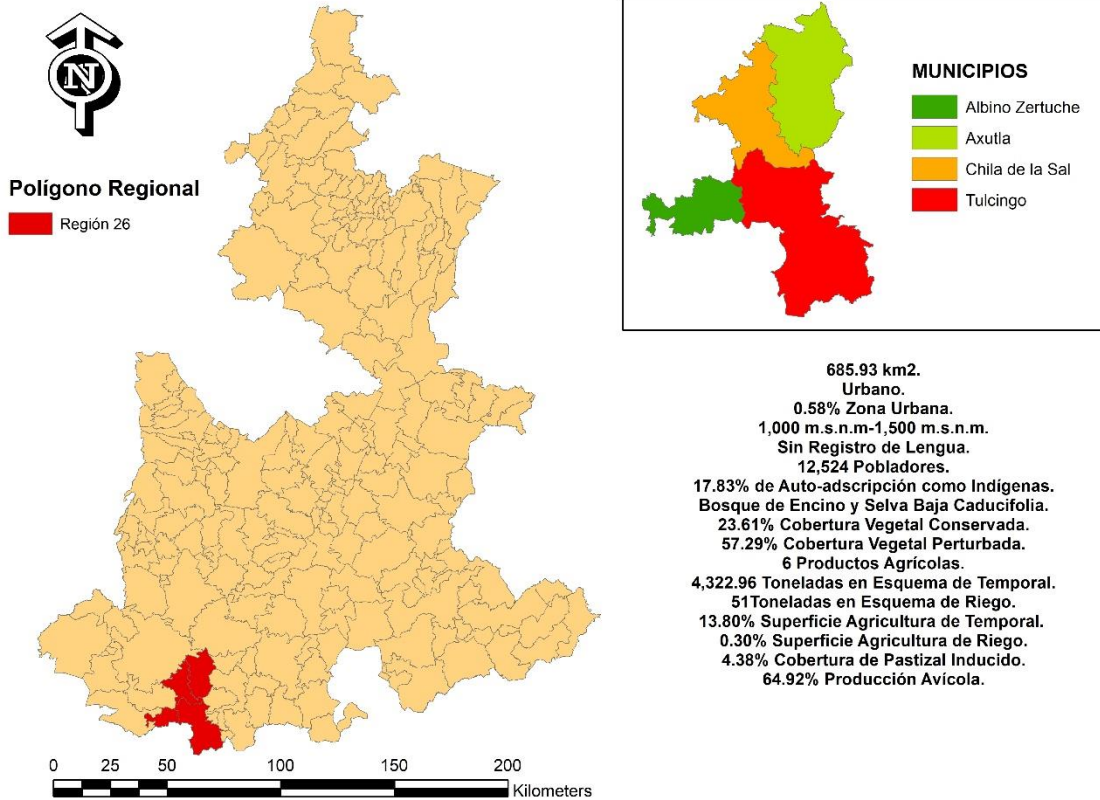 N
Polígono Regional
Región 26
MUNICIPIOS
Albino Zertuche
Axutla
Chila de la Sal
Tulcingo
685.93 km2.
Urbano.
0.58% Zona Urbana.
1,000 m.s.n.m-1,500 m.s.n.m.
Sin Registro de Lengua.
12,524 Pobladores.
17.83% de Auto-adscripción como Indígenas.
Bosque de Encino y Selva Baja Caducifolia.
23.61% Cobertura Vegetal Conservada.
57.29% Cobertura Vegetal Perturbada.
6 Productos Agrícolas.
4,322.96 Toneladas en Esquema de Temporal.
51Toneladas en Esquema de Riego.
13.80% Superficie Agricultura de Temporal.
0.30% Superficie Agricultura de Riego.
4.38% Cobertura de Pastizal Inducido.
64.92% Producción Avícola.
0 25 50 100 150 200
Kilometers